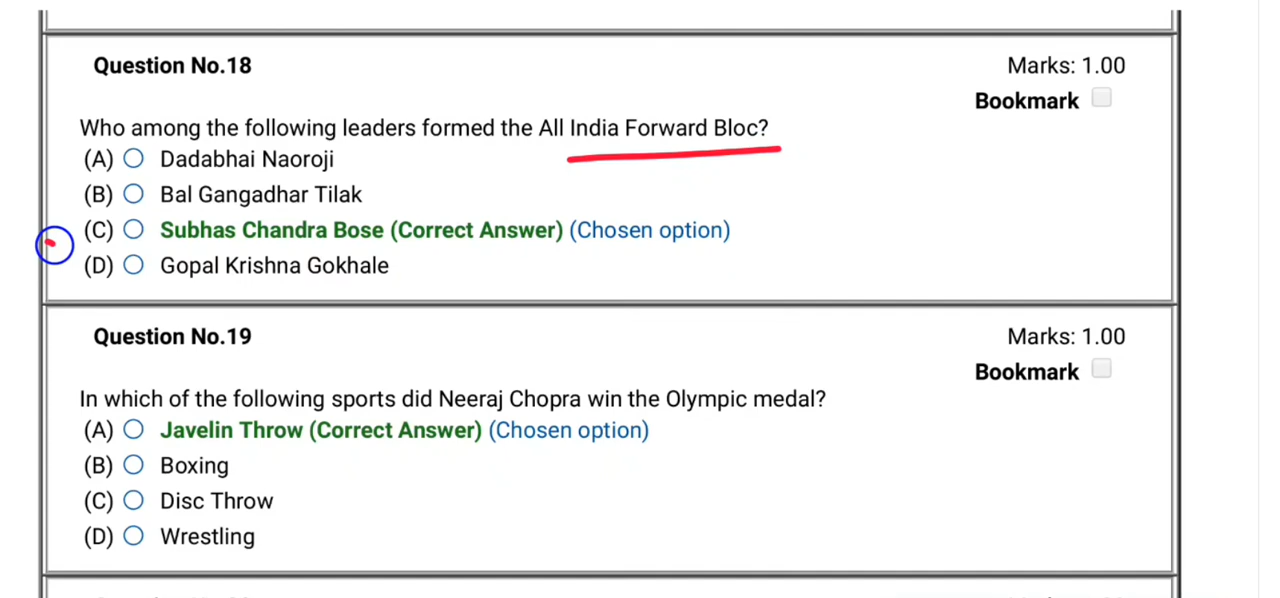 Question No.18
Marks: 1.00
Bookmark
Who among the following leaders formed the All India Forward Bloc?
(A) Dadabhai Naoroji
(B) Bal Gangadhar Tilak
(C) Subhas Chandra Bose (Correct Answer) (Chosen option)
(D) Gopal Krishna Gokhale
Question No.19
Marks: 1.00
Bookmark
In which of the following sports did Neeraj Chopra win the Olympic medal?
(A) Javelin Throw (Correct Answer) (Chosen option)
(B) Boxing
(C) Disc Throw
(D) Wrestling